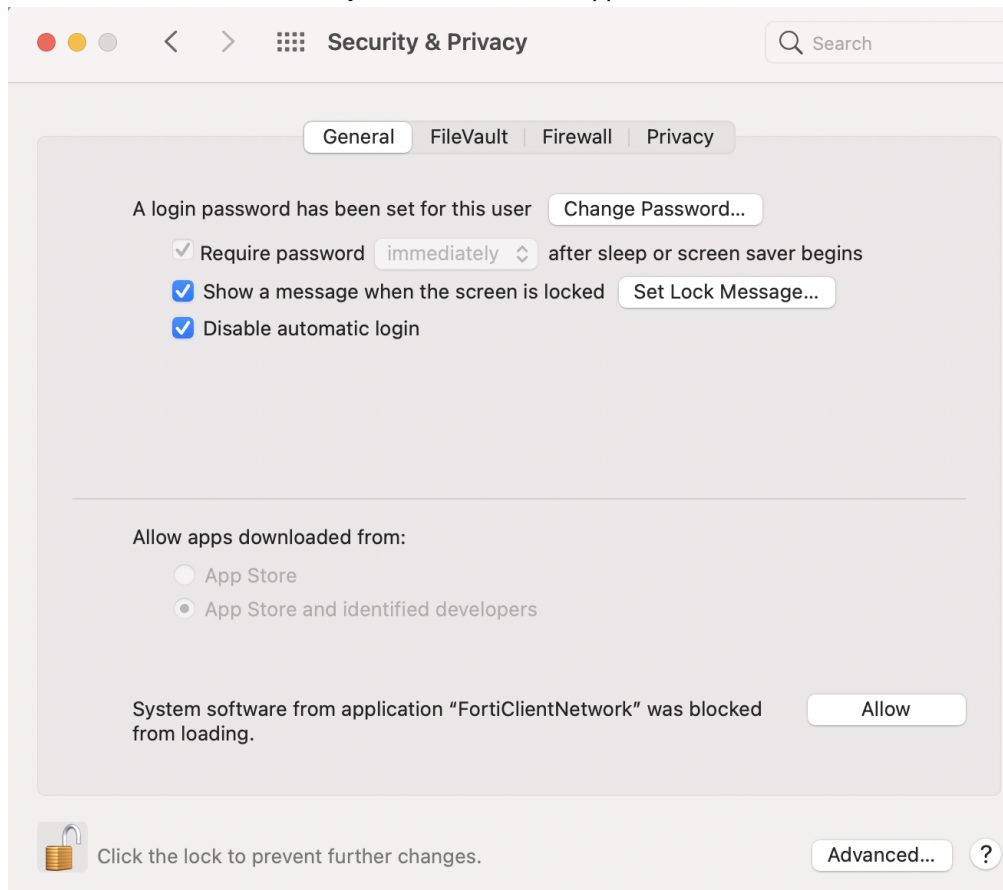 Security & Privacy
Search
General FileVault Firewall Privacy
A login password has been set for this user Change Password...
Require password immediately after sleep or screen saver begins
Show a message when the screen is locked Set Lock Message...
Disable automatic login
Allow apps downloaded from:
App Store
App Store and identified developers
System software from application “FortiClientNetwork” was blocked Allow
from loading.
Click the lock to prevent further changes. Advanced... ?